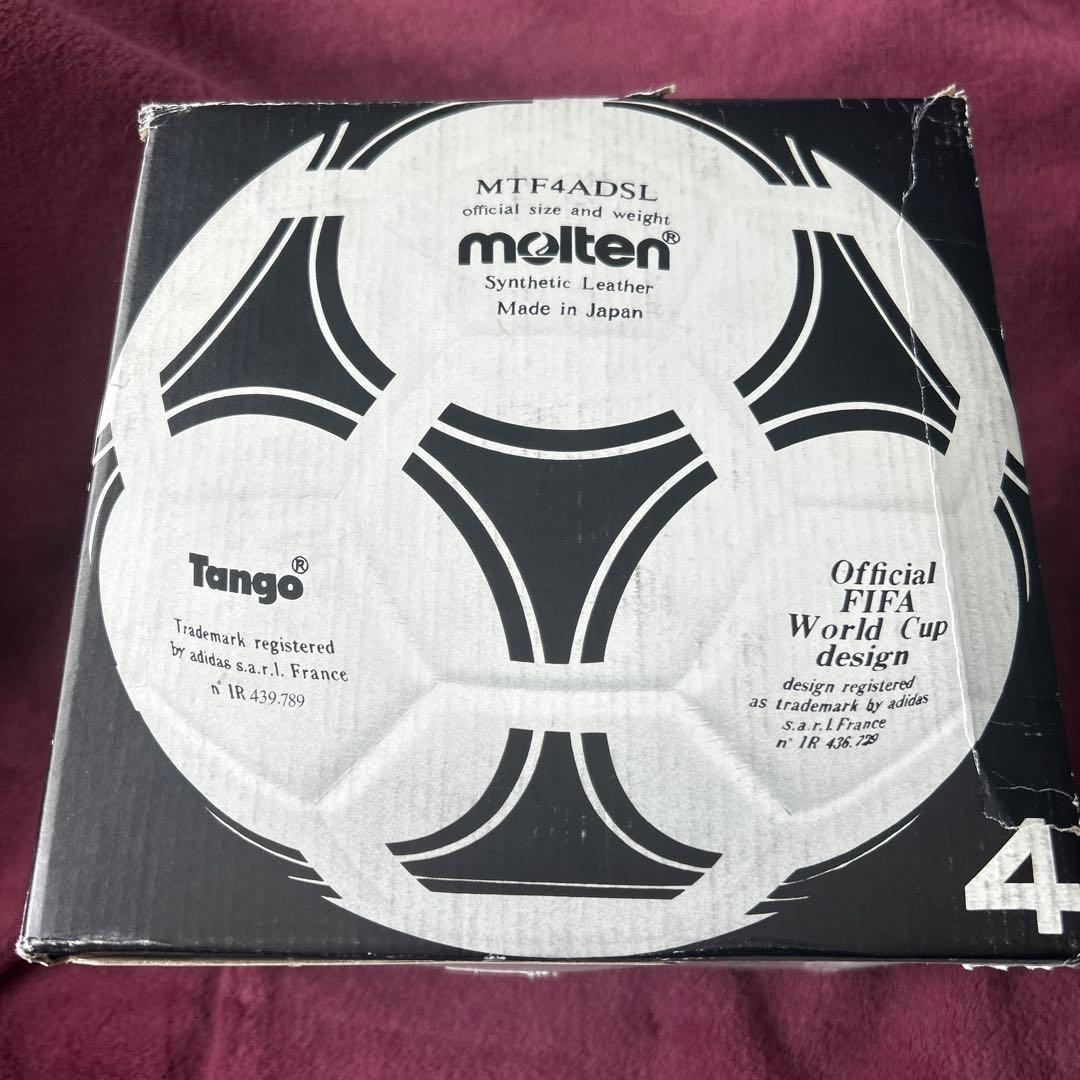 MTF4ADSL
official size and weight
molten®
Synthetic Leather
Made in Japan
Tango®
Trademark registered
by adidas s.a.r.l. France
n° IR 439.789
Official
FIFA
World Cup
design
design registered
as trademark by adidas
s.a.r.l. France
n° IR 436.729
4